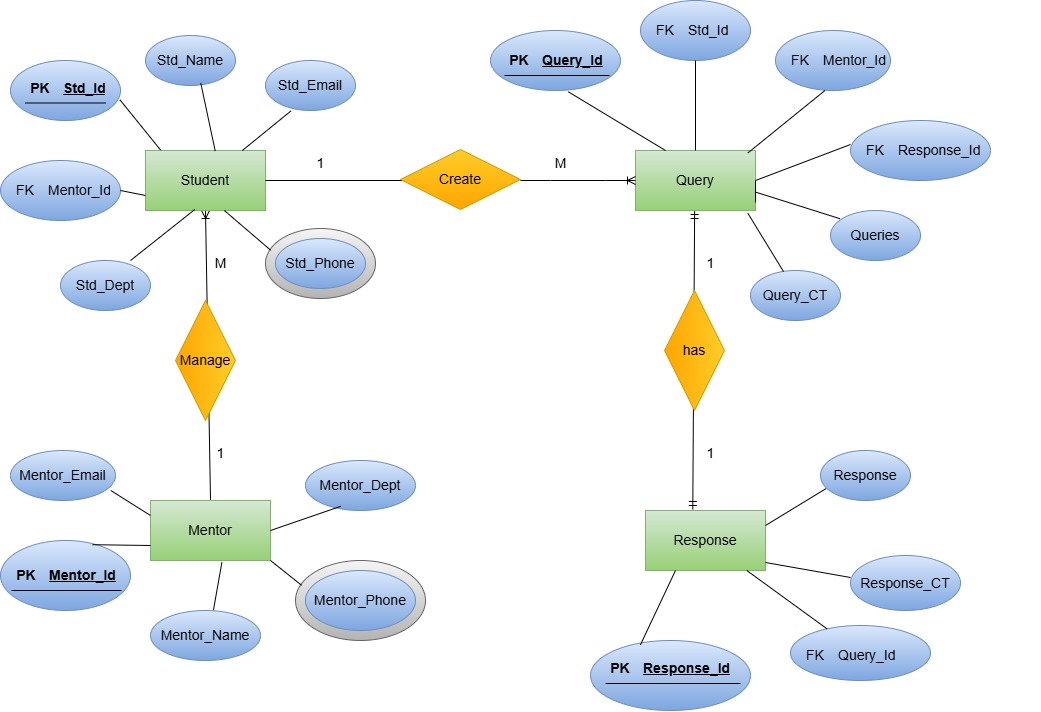 FK Std_Id
Std_Name
PK Query_Id
FK Mentor_Id
PK Std_Id
Std_Email
FK Response_Id
1
M
Student
Create
Query
FK Mentor_Id
Queries
Std_Phone
M
1
Std_Dept
Query_CT
has
Manage
1
1
Mentor_Email
Mentor_Dept
Response
Mentor
Response
PK Mentor_Id
Response_CT
Mentor_Phone
Mentor_Name
FK Query_Id
PK Response_Id